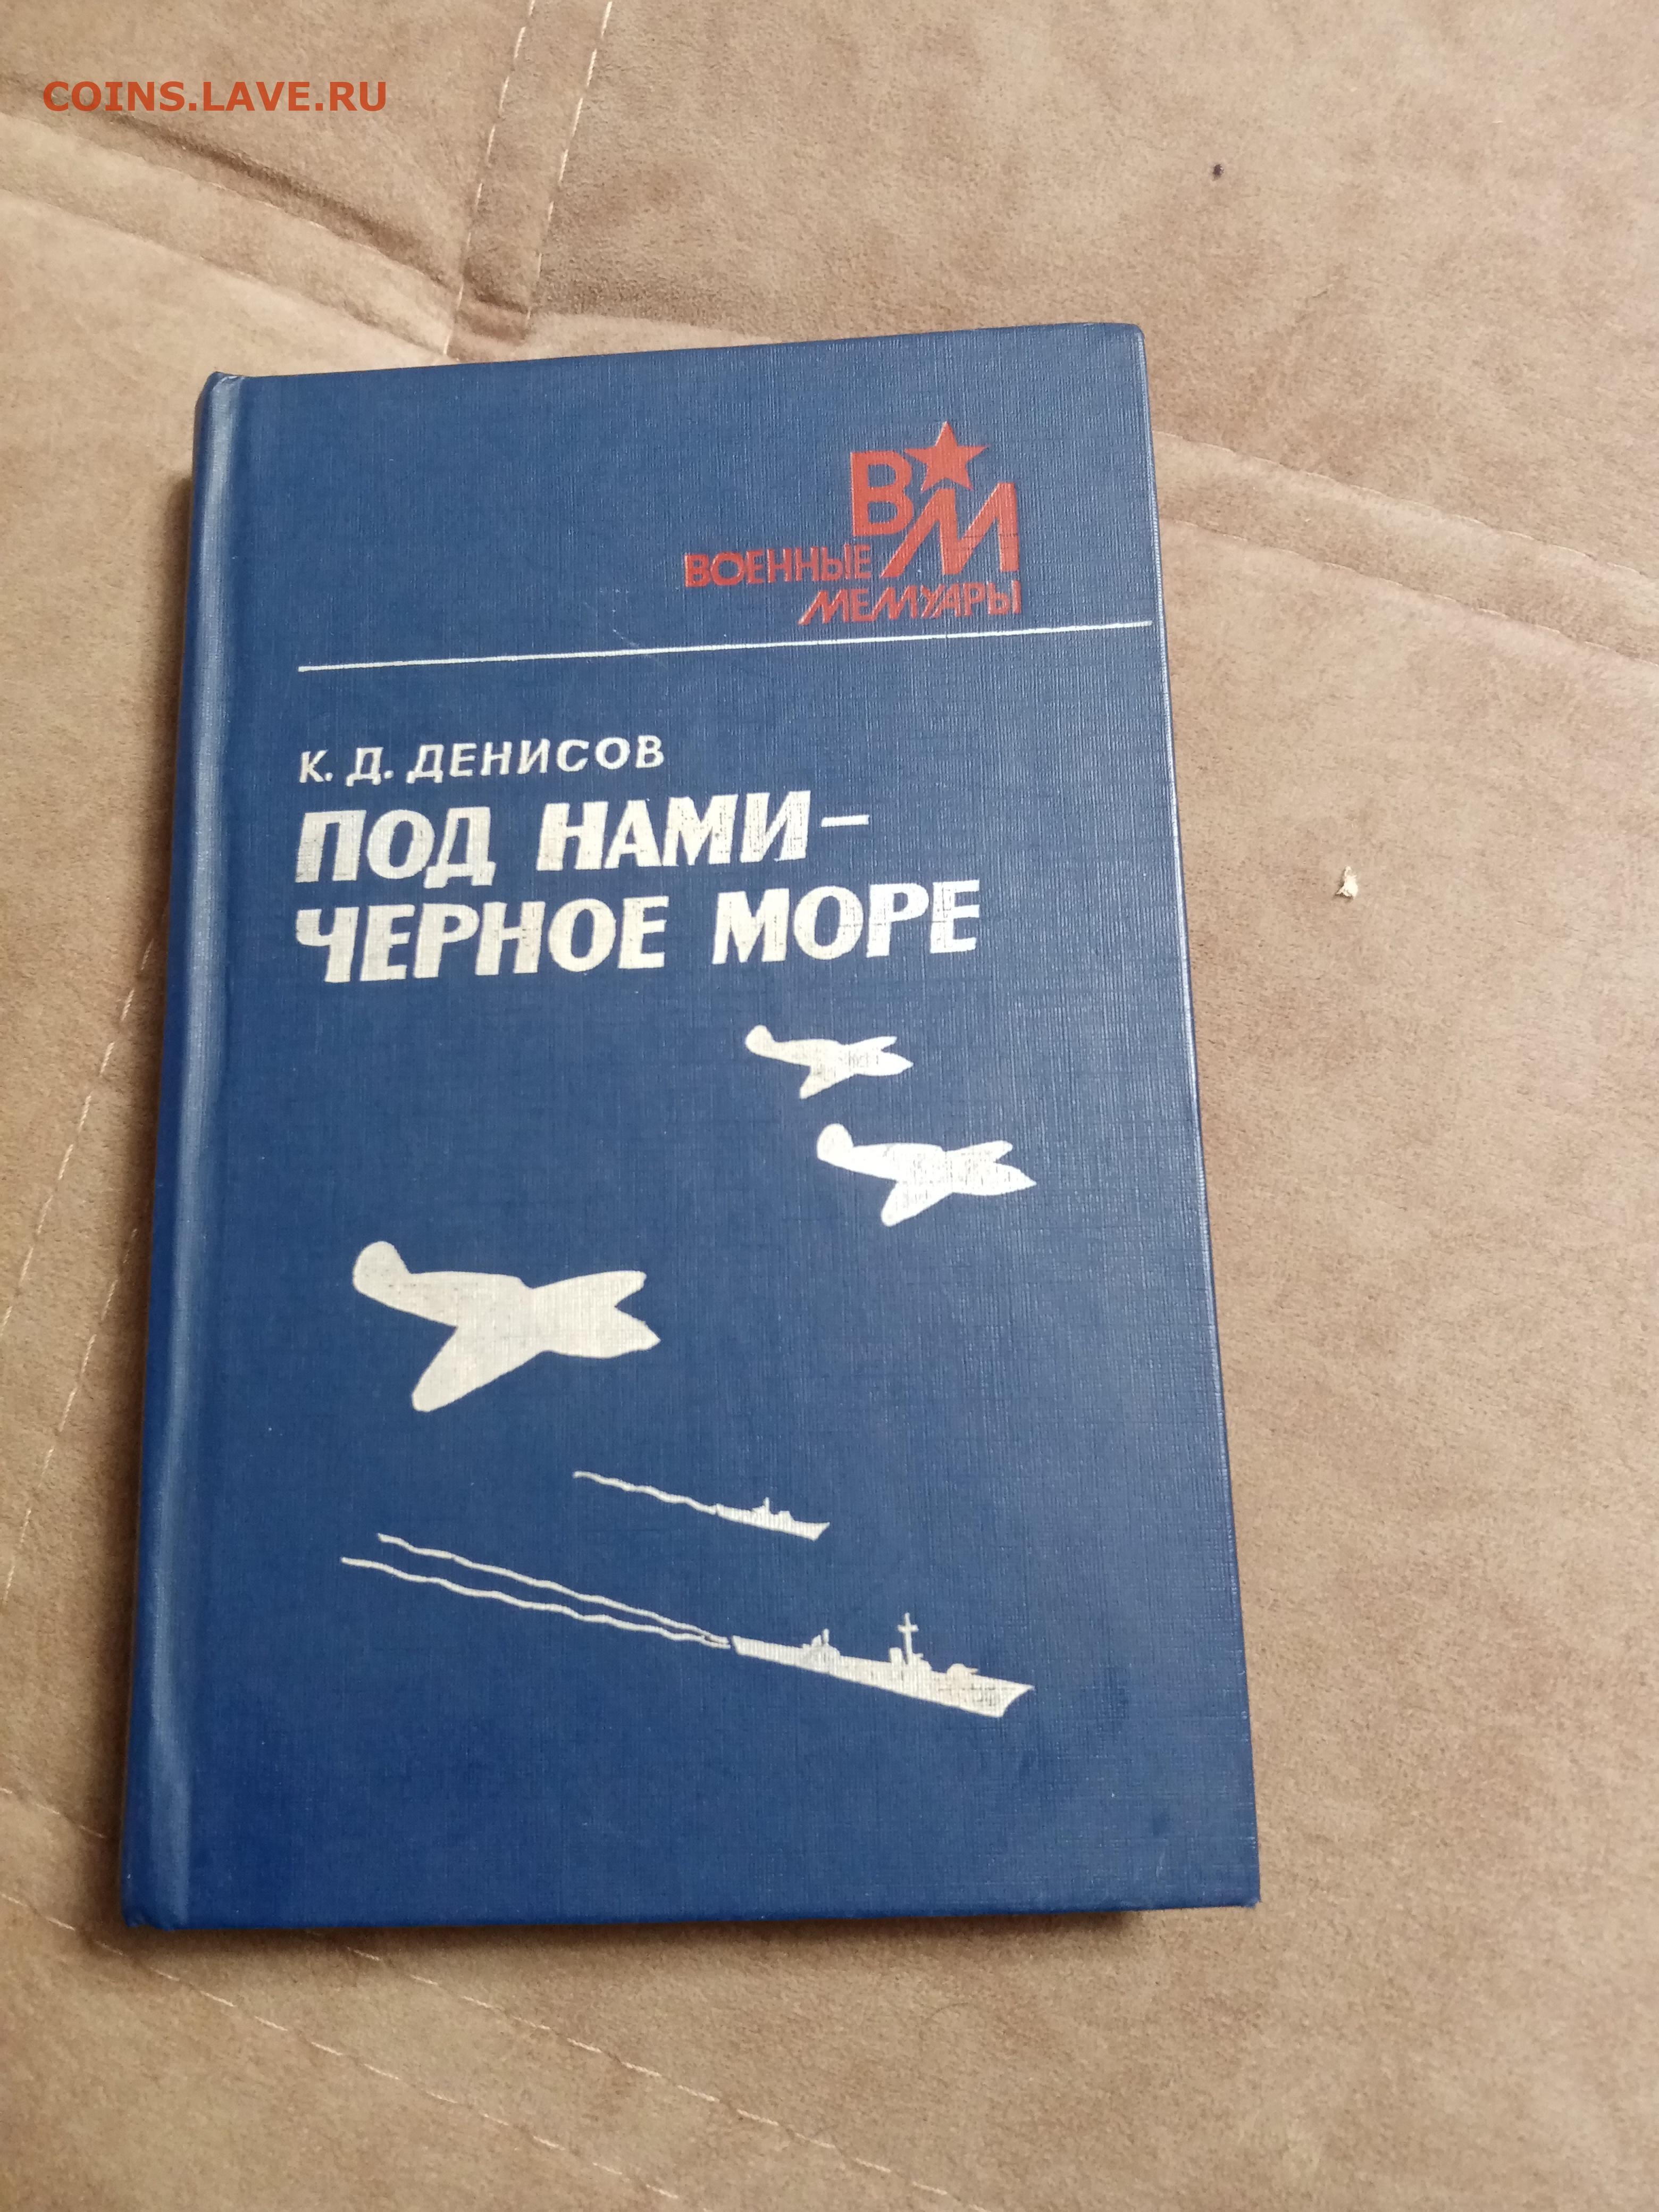 COINS.LAVE.RU
ВМ
ВОЕННЫЕ
МЕМУАРЫ
К. Д. ДЕНИСОВ
ПОД НАМИ –
ЧЕРНОЕ МОРЕ